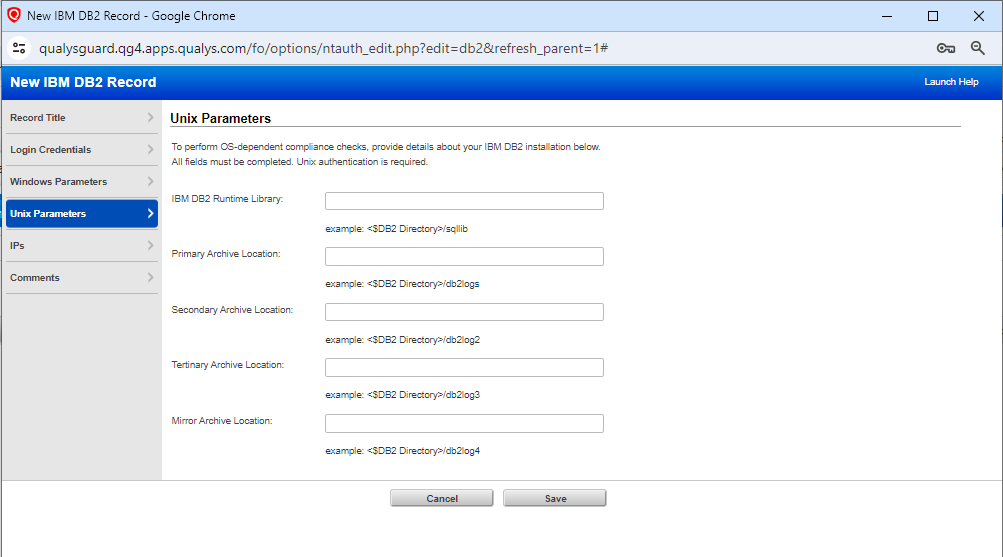 New IBM DB2 Record - Google Chrome
qualysguard.qg4.apps.qualys.com/fo/options/ntauth_edit.php?edit=db2&refresh_parent=1#
New IBM DB2 Record
Launch Help
Record Title
Login Credentials
Windows Parameters
Unix Parameters
IPs
Comments
Unix Parameters
To perform OS-dependent compliance checks, provide details about your IBM DB2 installation below.
All fields must be completed. Unix authentication is required.
IBM DB2 Runtime Library:
example: <$DB2 Directory>/sqllib
Primary Archive Location:
example: <$DB2 Directory>/db2logs
Secondary Archive Location:
example: <$DB2 Directory>/db2log2
Tertinary Archive Location:
example: <$DB2 Directory>/db2log3
Mirror Archive Location:
example: <$DB2 Directory>/db2log4
Cancel
Save